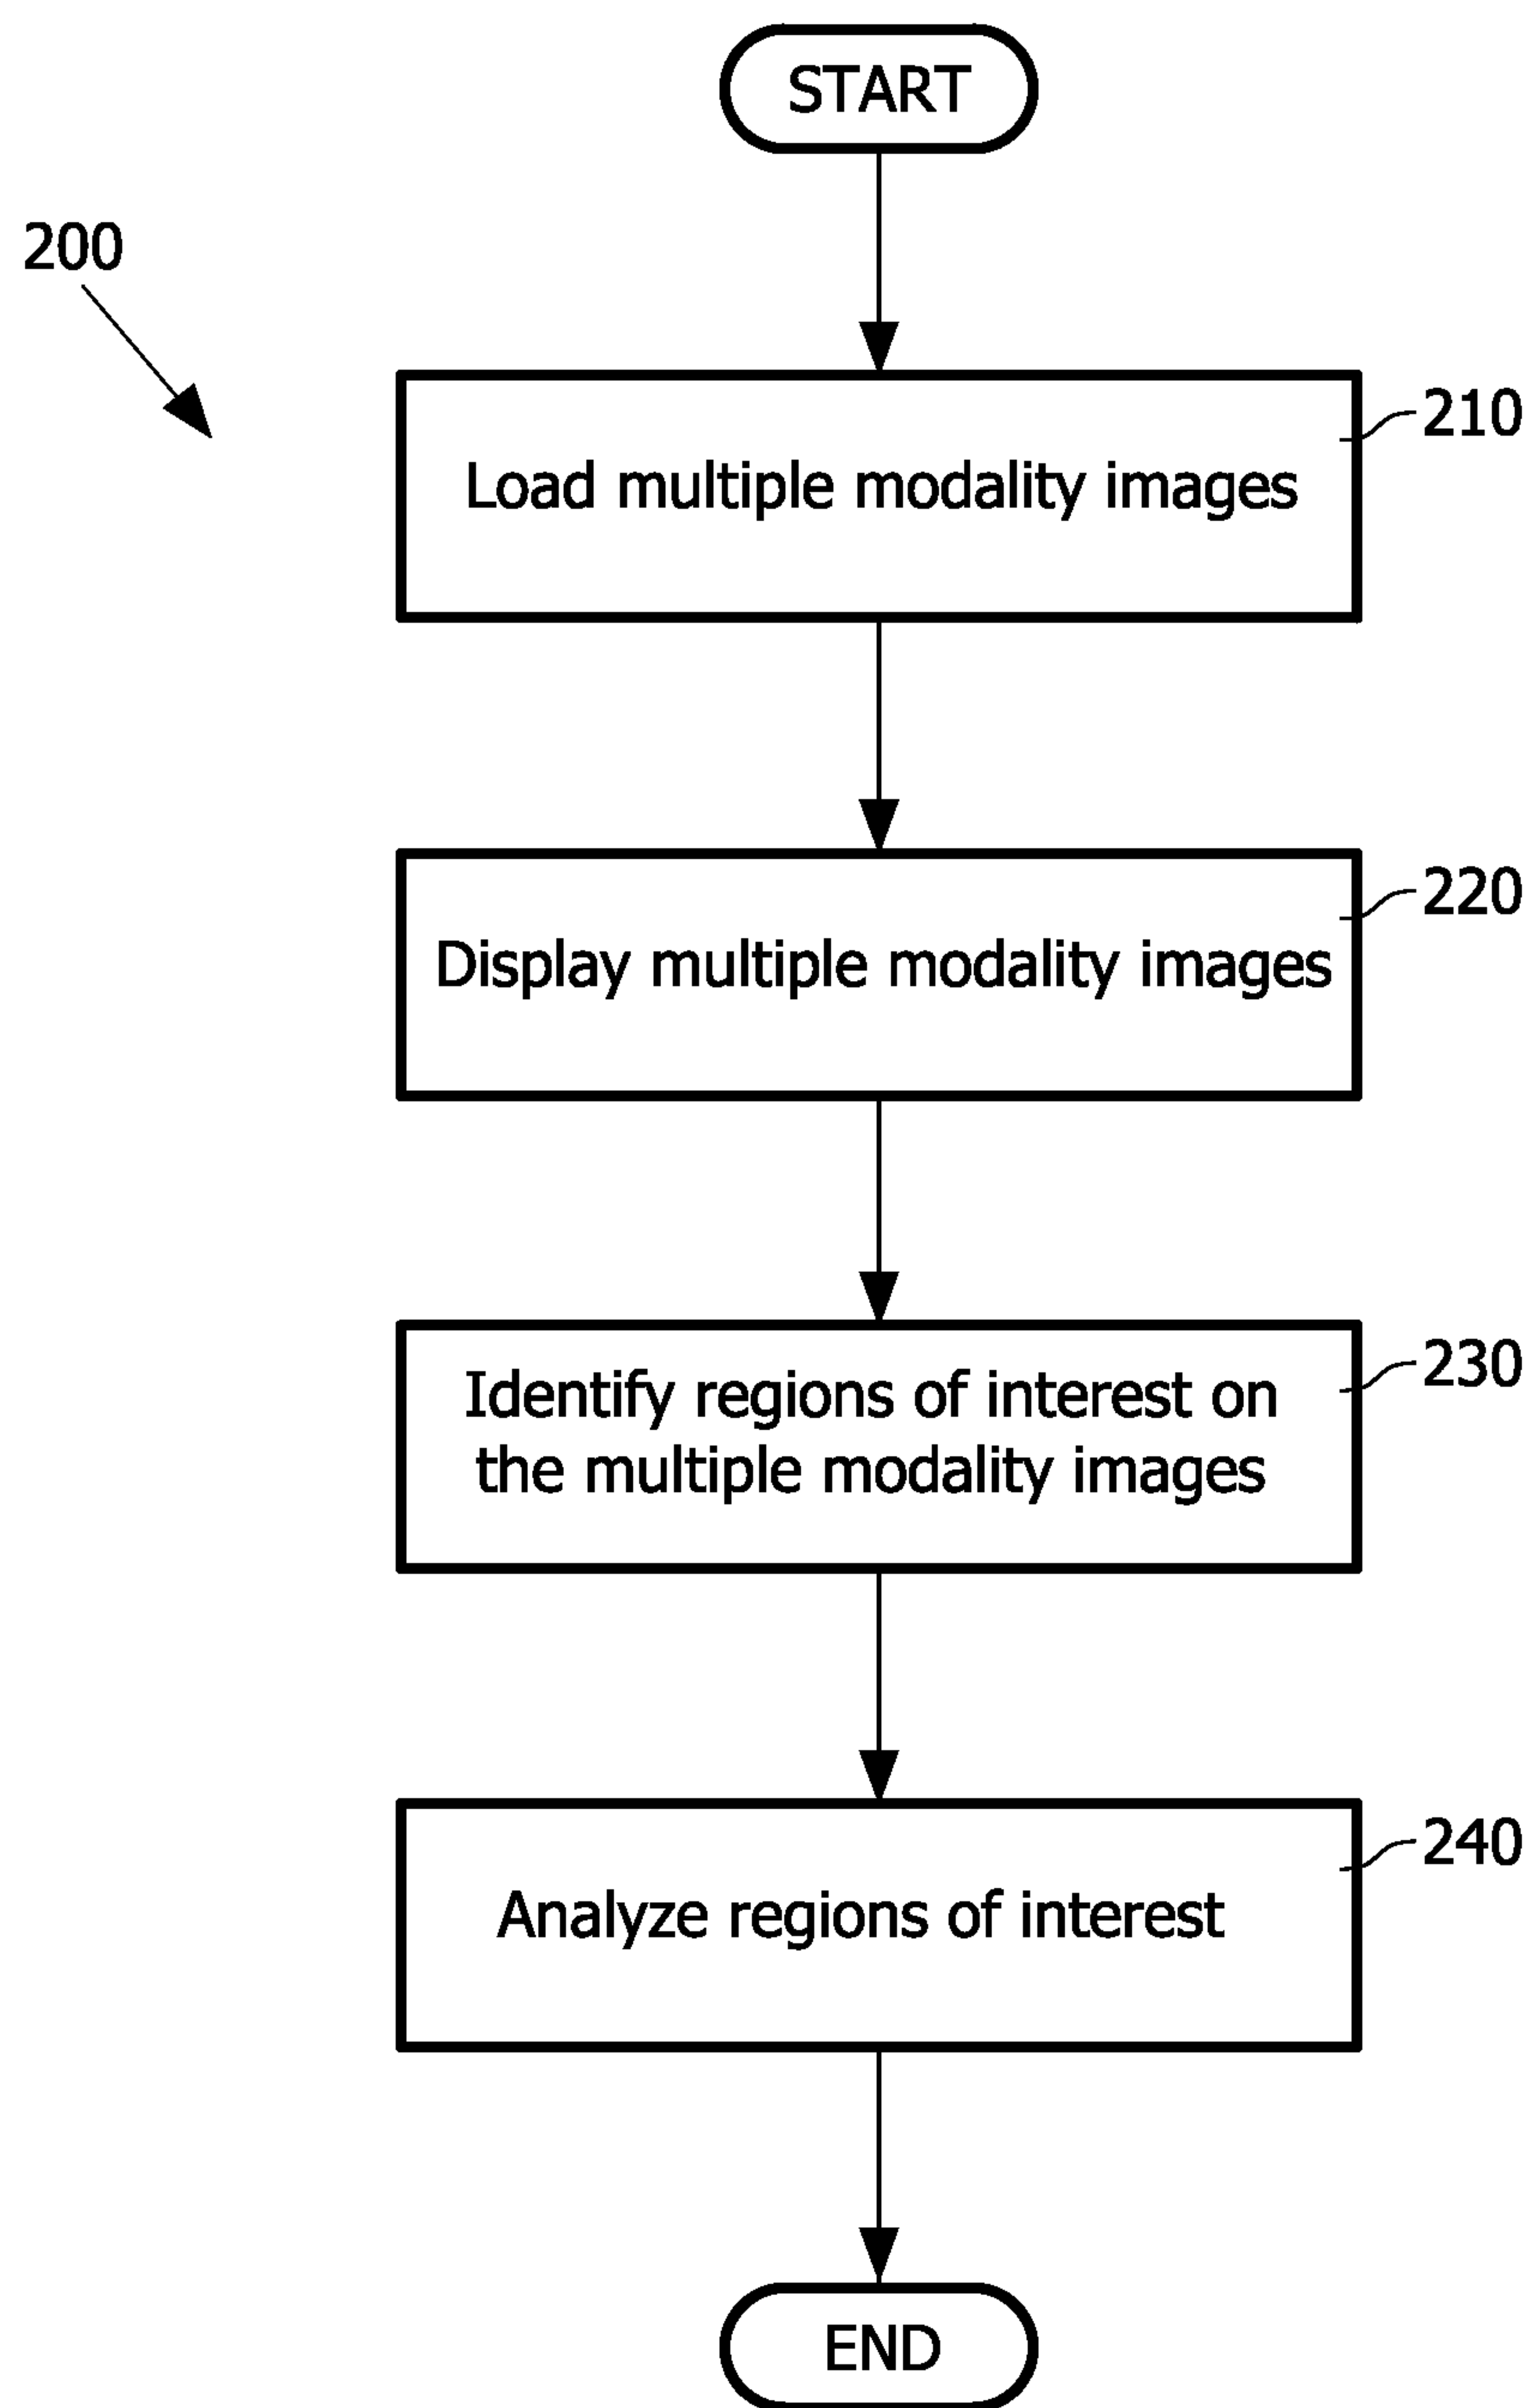 START
200
210
Load multiple modality images
220
Display multiple modality images
230
Identify regions of interest on
the multiple modality images
240
Analyze regions of interest
END